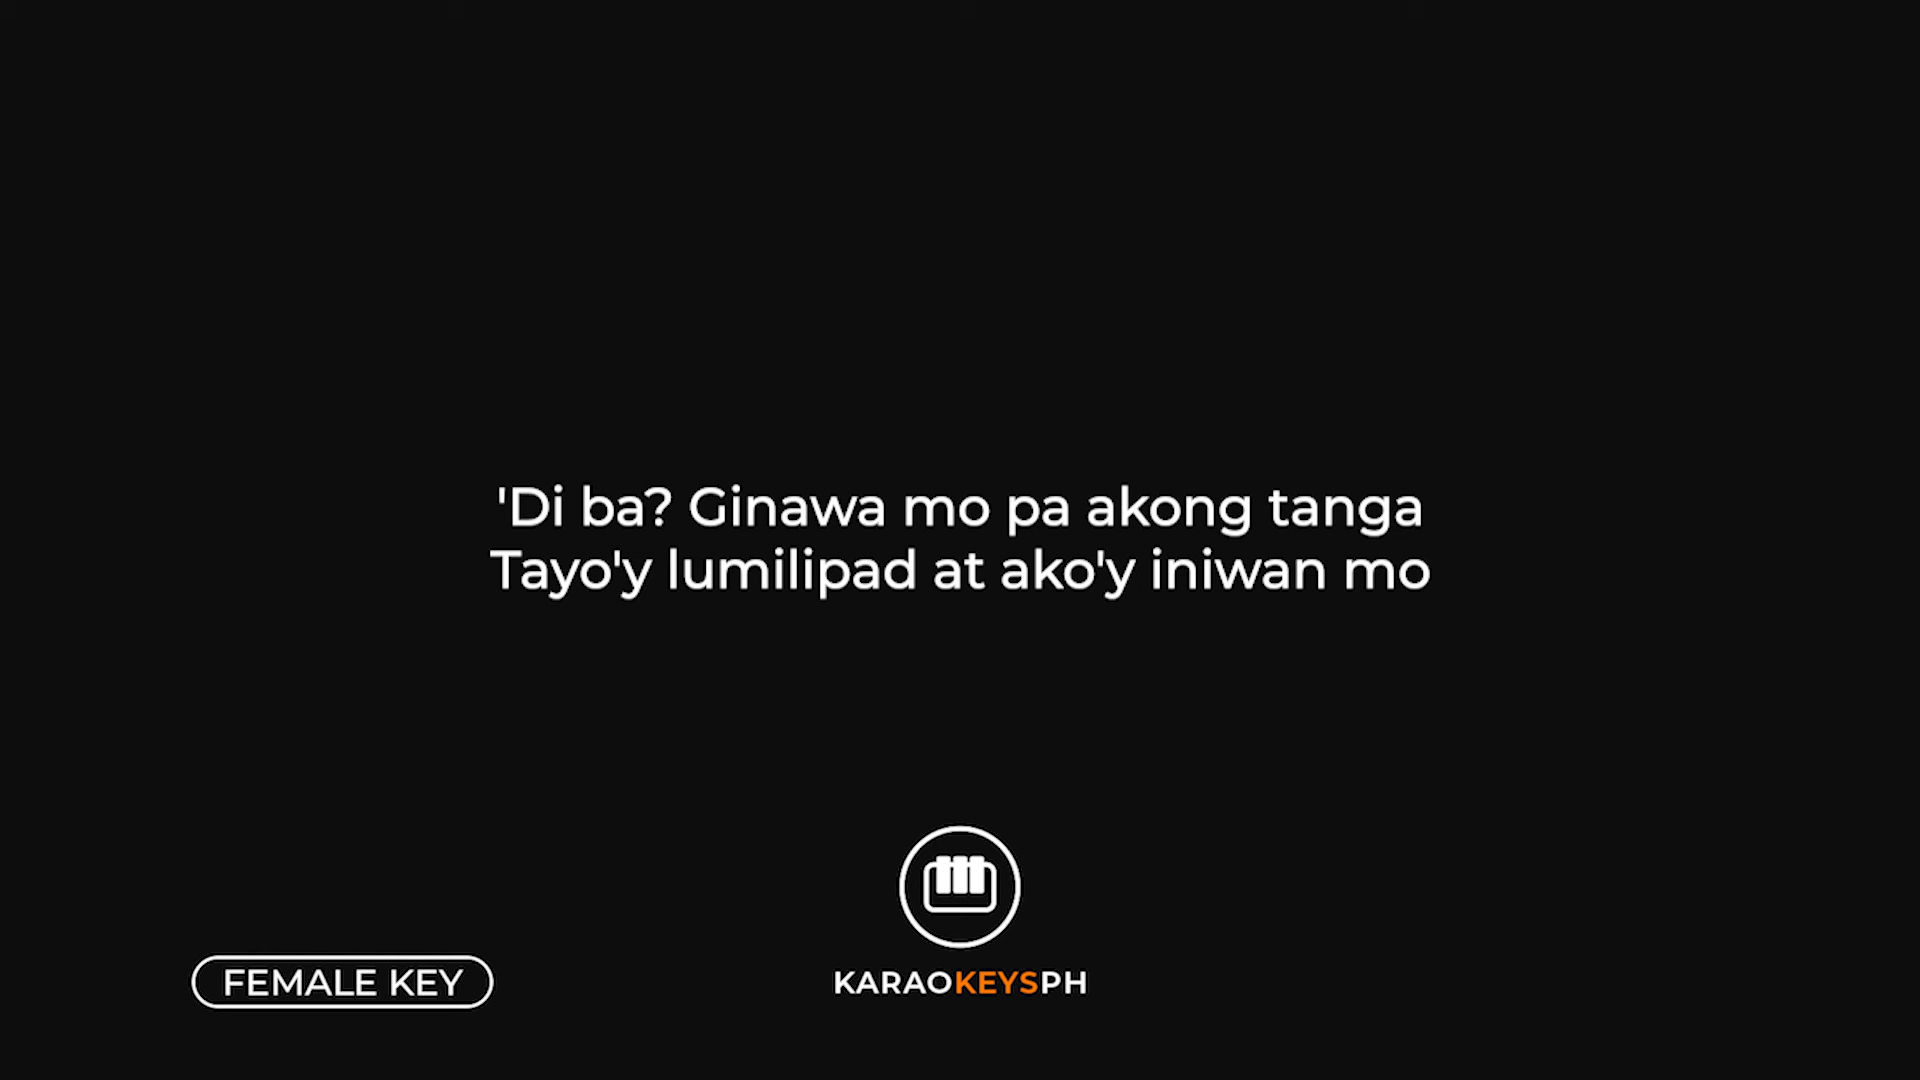 'Di ba? Ginawa mo pa akong tanga
Tayo'y lumilipad at ako'y iniwan mo
FEMALE KEY
KARAOKEYSPH